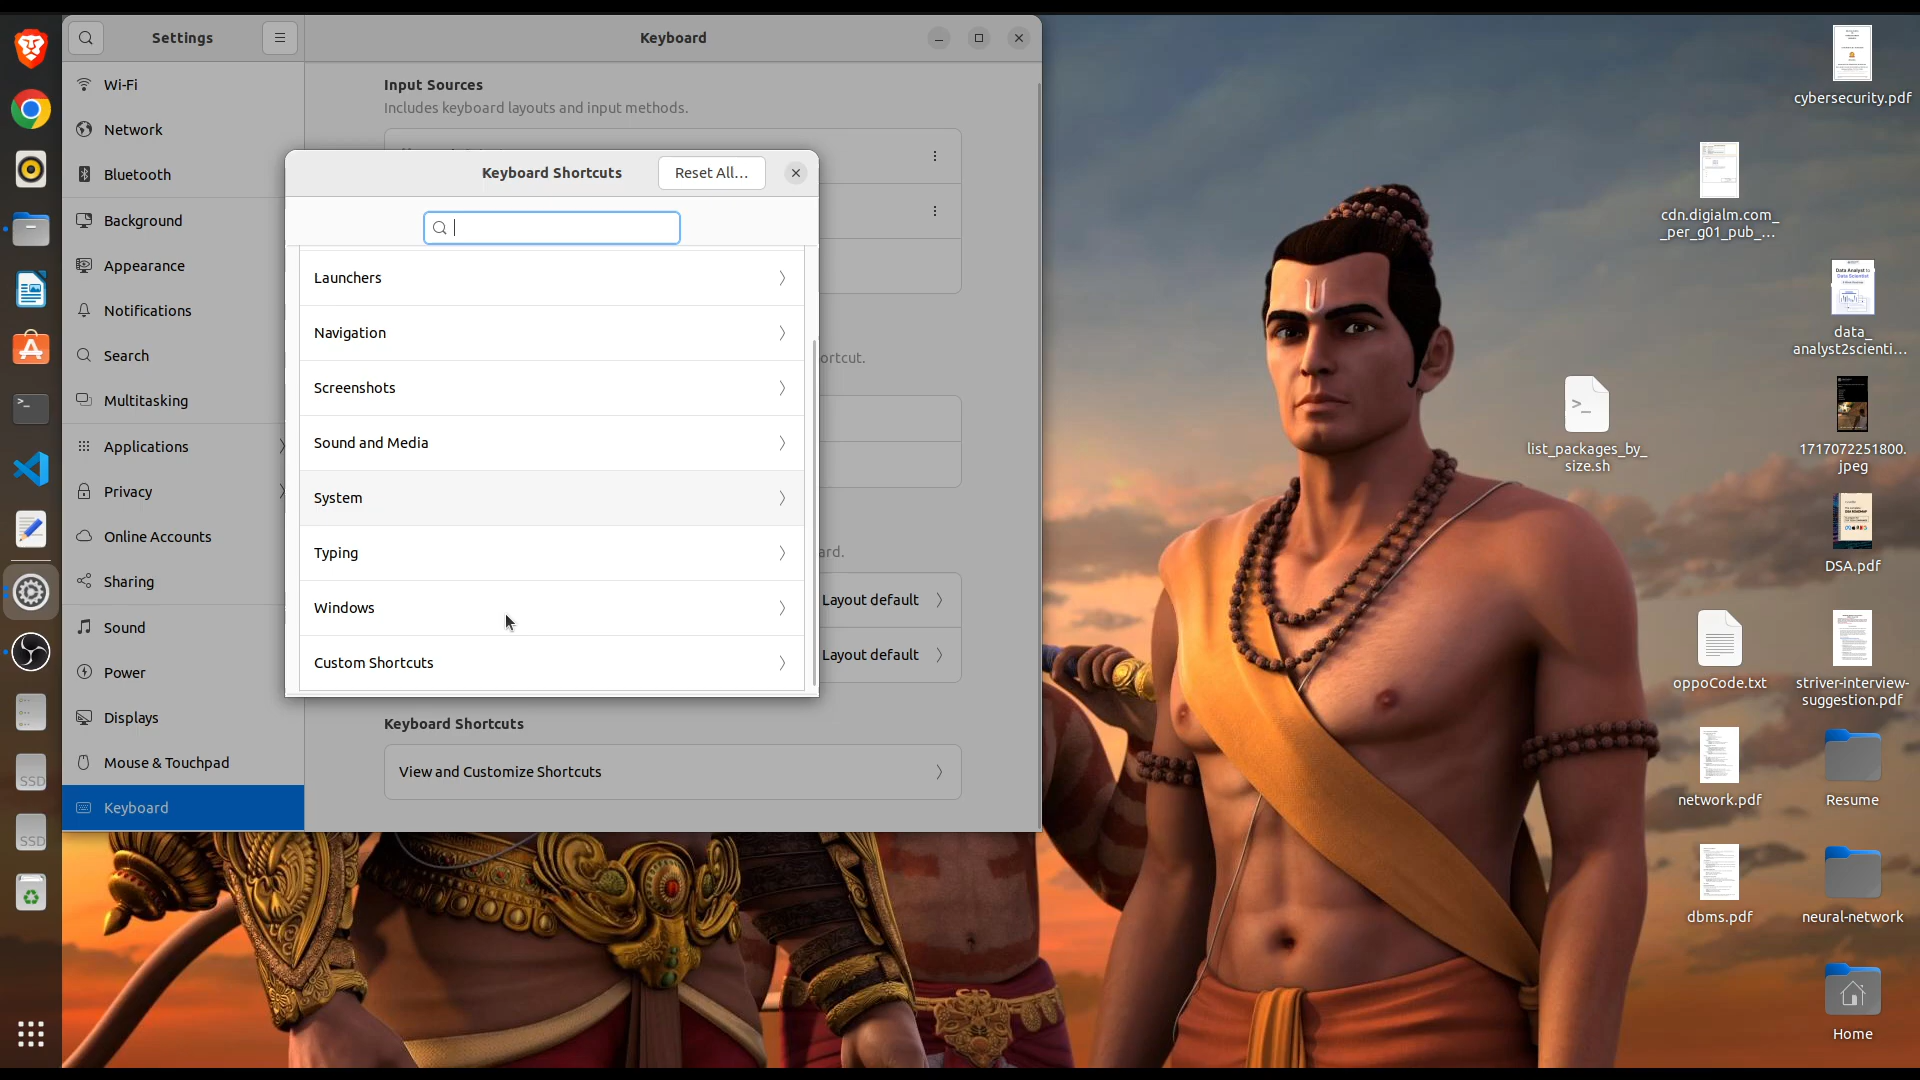 Settings
Keyboard
Wi-Fi
Network
Bluetooth
Background
Appearance
Notifications
Search
Multitasking
Applications
Privacy
Online Accounts
Sharing
Sound
Power
Displays
Mouse & Touchpad
Keyboard
Input Sources
Includes keyboard layouts and input methods.
Keyboard Shortcuts
Reset All...
Launchers
Navigation
Screenshots
Sound and Media
System
Typing
Windows
Custom Shortcuts
ortcut.
ard.
Layout default
Layout default
Keyboard Shortcuts
View and Customize Shortcuts
SSD
SSD
cybersecurity.pdf
cdn.digialm.com_
_per_g01_pub_...
data_
analyst2scienti...
list_packages_by_
size.sh
1717072251800.
jpeg
DSA.pdf
oppoCode.txt
striver-interview-
suggestion.pdf
network.pdf
Resume
dbms.pdf
neural-network
Home